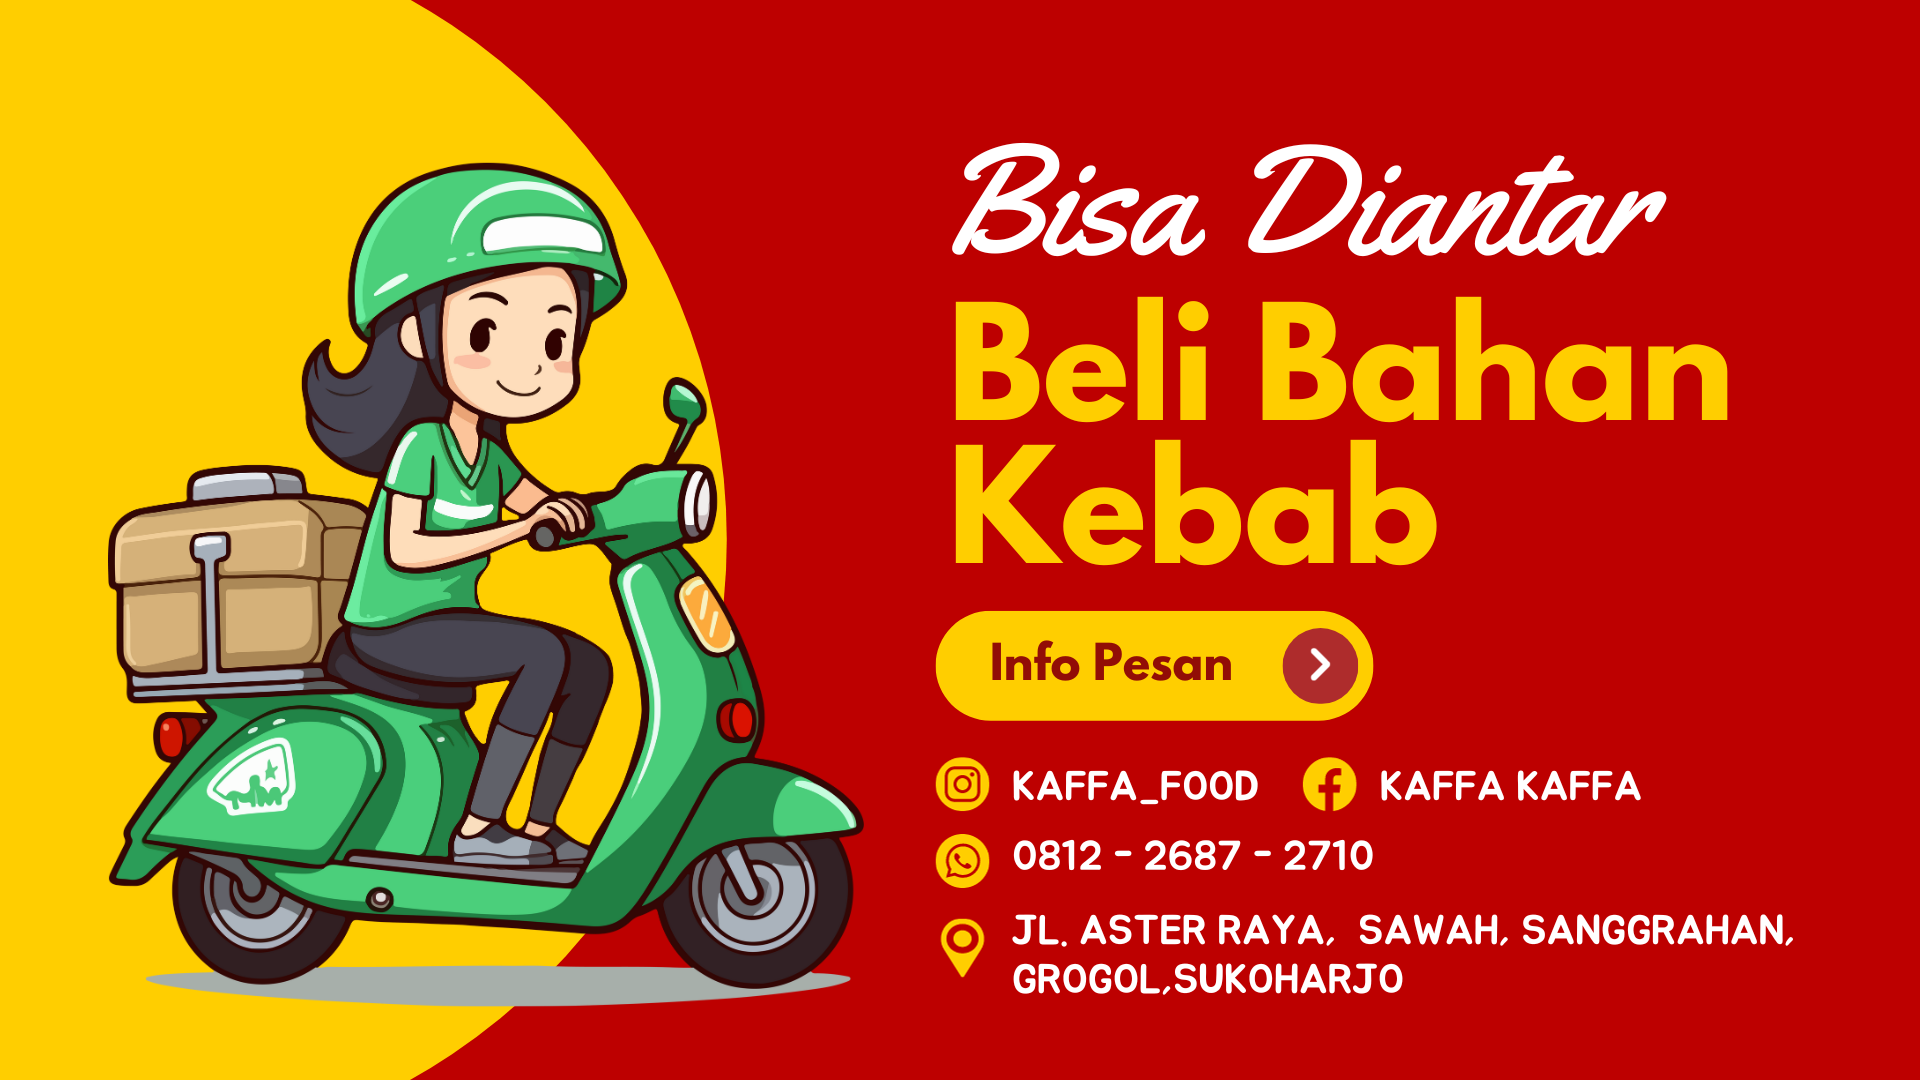 Bisa Diantar
Beli Bahan
Kebab
Info Pesan
KAFFA_FOOD
KAFFA KAFFA
0812 - 2687 - 2710
JL. ASTER RAYA, SAWAH, SANGGRAHAN,
GROGOL,SUKOHARJO